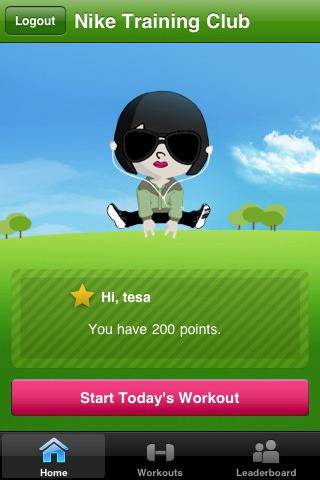 Logout
Nike Training Club
Hi, tesa
You have 200 points.
Start Today's Workout
Home
Workouts
Leaderboard